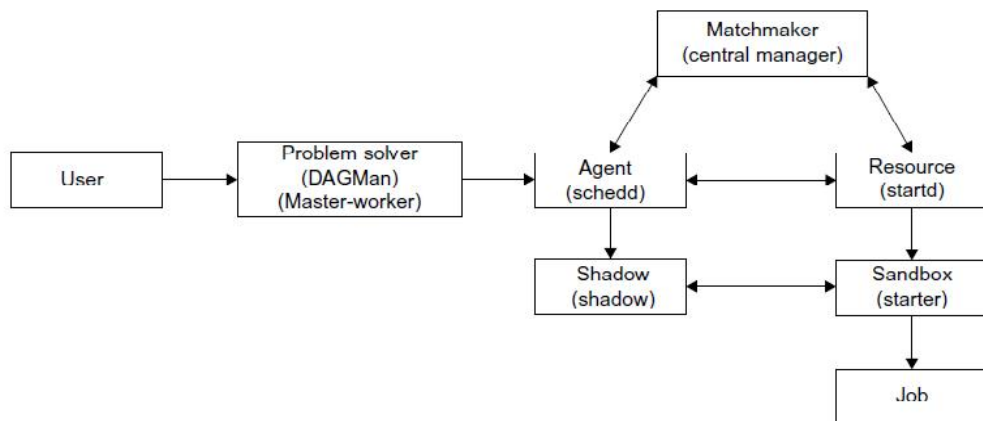 Matchmaker
(central manager)
User
Problem solver
(DAGMan)
(Master-worker)
Agent
(schedd)
Resource
(startd)
Shadow
(shadow)
Sandbox
(starter)
Job